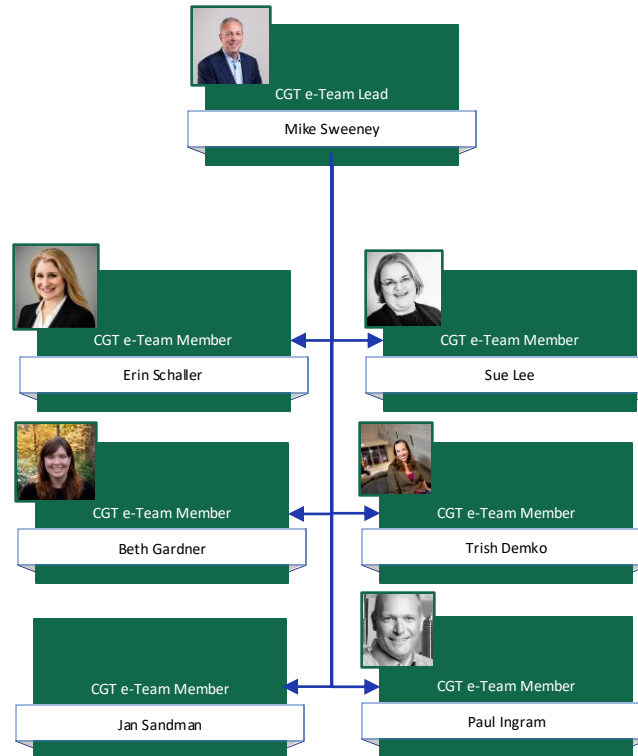 CGT e-Team Lead
Mike Sweeney
CGT e-Team Member
Erin Schaller
CGT e-Team Member
Sue Lee
CGT e-Team Member
Beth Gardner
CGT e-Team Member
Trish Demko
CGT e-Team Member
Jan Sandman
CGT e-Team Member
Paul Ingram